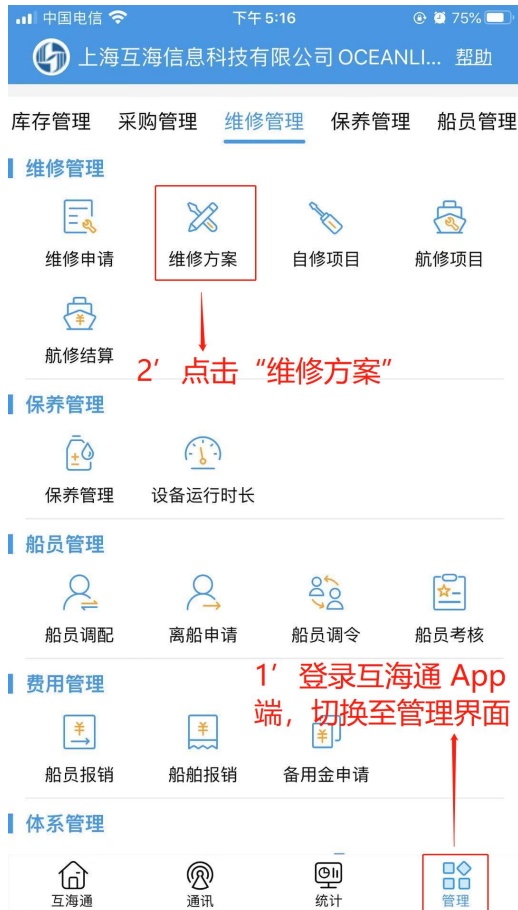 中国电信 下午5:16 75%
上海互海信息科技有限公司 OCEANLI... 帮助
库存管理 采购管理 维修管理 保养管理 船员管理
维修管理
维修申请 维修方案 自修项目 航修项目
航修结算
2’ 点击“维修方案”
保养管理
保养管理 设备运行时长
船员管理
船员调配 离船申请 船员调令 船员考核
1’ 登录互海通 App
端，切换至管理界面
费用管理
船员报销 船舶报销 备用金申请
体系管理
互海通 通讯 统计 管理